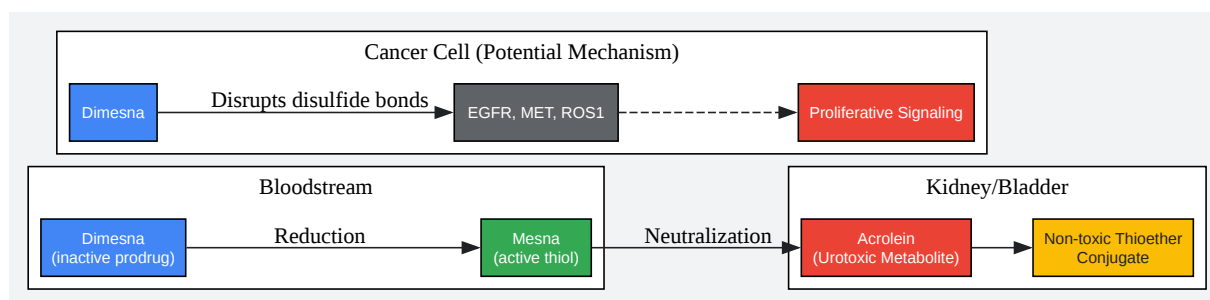 Cancer Cell (Potential Mechanism)
Dimesna
Disrupts disulfide bonds
EGFR, MET, ROS1
Proliferative Signaling
Bloodstream
Dimesna
(inactive prodrug)
Reduction
Mesna
(active thiol)
Neutralization
Kidney/Bladder
Acrolein
(Urotoxic Metabolite)
Non-toxic Thioether
Conjugate